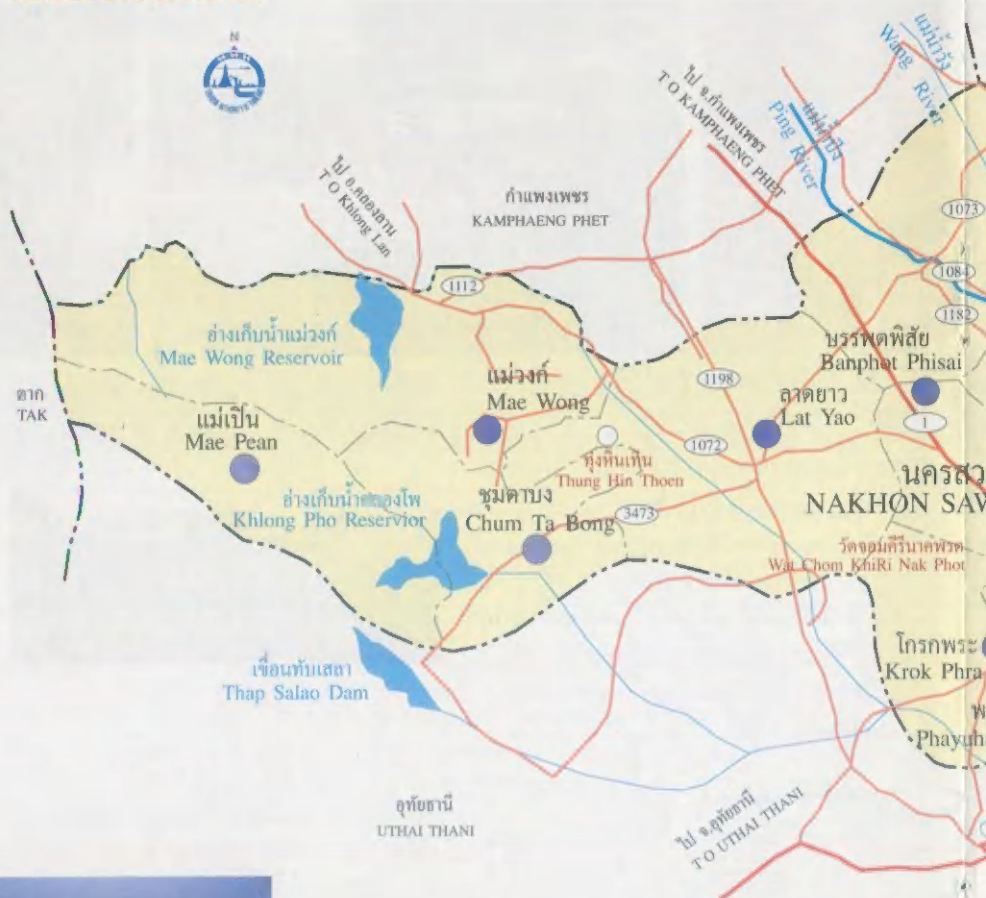 N
แม่น้ำวัง
Wang River
ไป จ.กำแพงเพชร
TO KAMPHAENG PHET
แม่น้ำปิง
Ping River
ไป อ.คลองลาน
TO Khlong Lan
กำแพงเพชร
KAMPHAENG PHET
1073
1084
1112
1182
อ่างเก็บน้ำแม่วงก์
Mae Wong Reservoir
บรรพตพิสัย
Banphot Phisai
แม่วงก์
Mae Wong
1198
ลาดยาว
Lat Yao
ตาก
TAK
แม่เปิน
Mae Pean
1
1072
ทุ่งหินเทิน
Thung Hin Thoen
นครสว
NAKHON SAW
อ่างเก็บน้ำคลองโพ
Khlong Pho Reservior
ชุมตาบง
Chum Ta Bong
3473
วัดจอมคีรีนาคพรต
Wat Chom KhiRi Nak Phot
โกรกพระ
Krok Phra
เขื่อนทับเสลา
Thap Salao Dam
พ
Phayuh
อุทัยธานี
UTHAI THANI
ไป จ.อุทัยธานี
TO UTHAI THANI